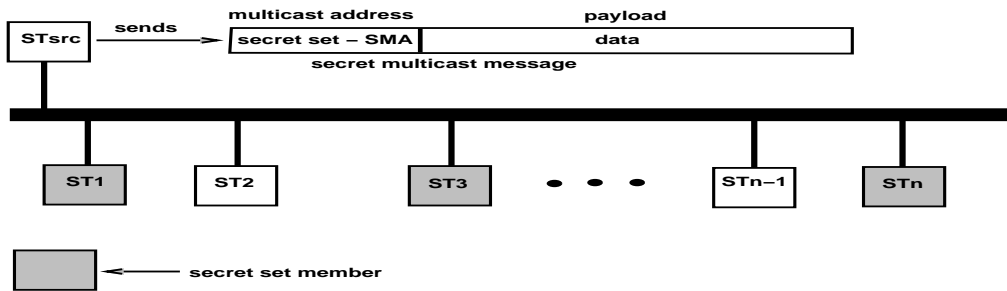 multicast address payload
STsrc sends secret set – SMA data
secret multicast message
ST1 ST2 ST3 • • • STn–1 STn
secret set member